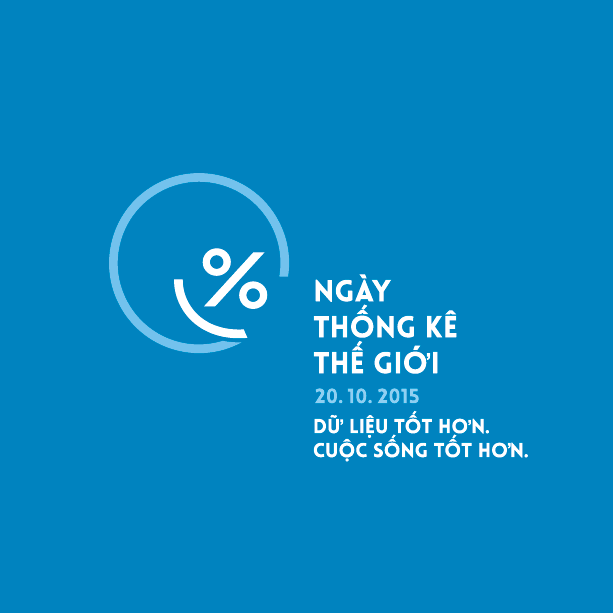 %
NGÀY
THỐNG KÊ
THẾ GIỚI
20. 10. 2015
DỮ LIỆU TỐT HƠN.
CUỘC SỐNG TỐT HƠN.